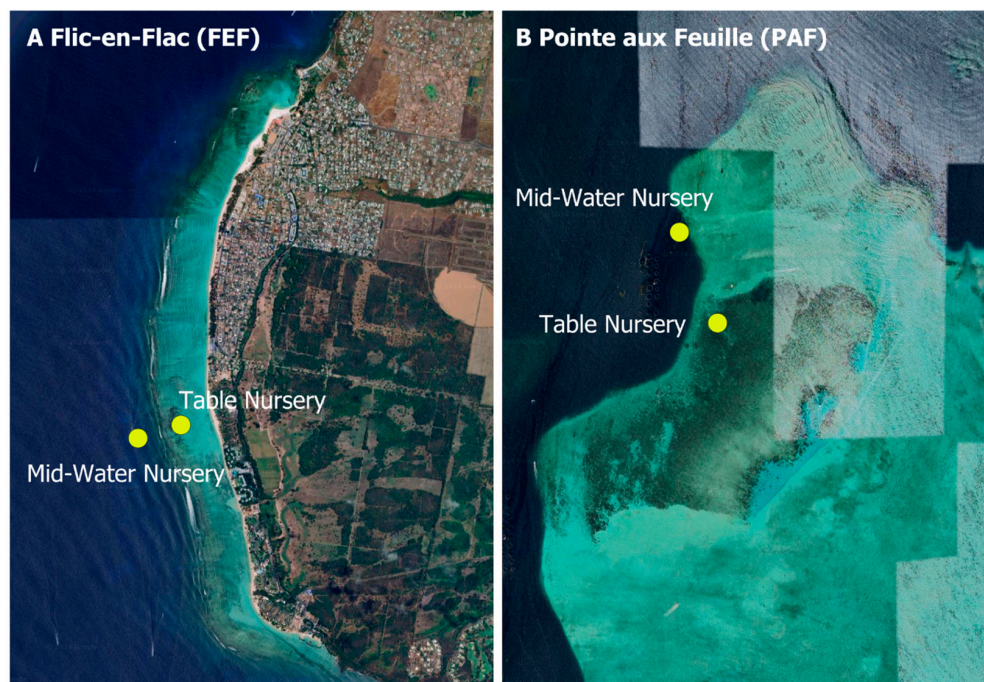 A Flic-en-Flac (FEF)
Table Nursery
Mid-Water Nursery
B Pointe aux Feuille (PAF)
Mid-Water Nursery
Table Nursery